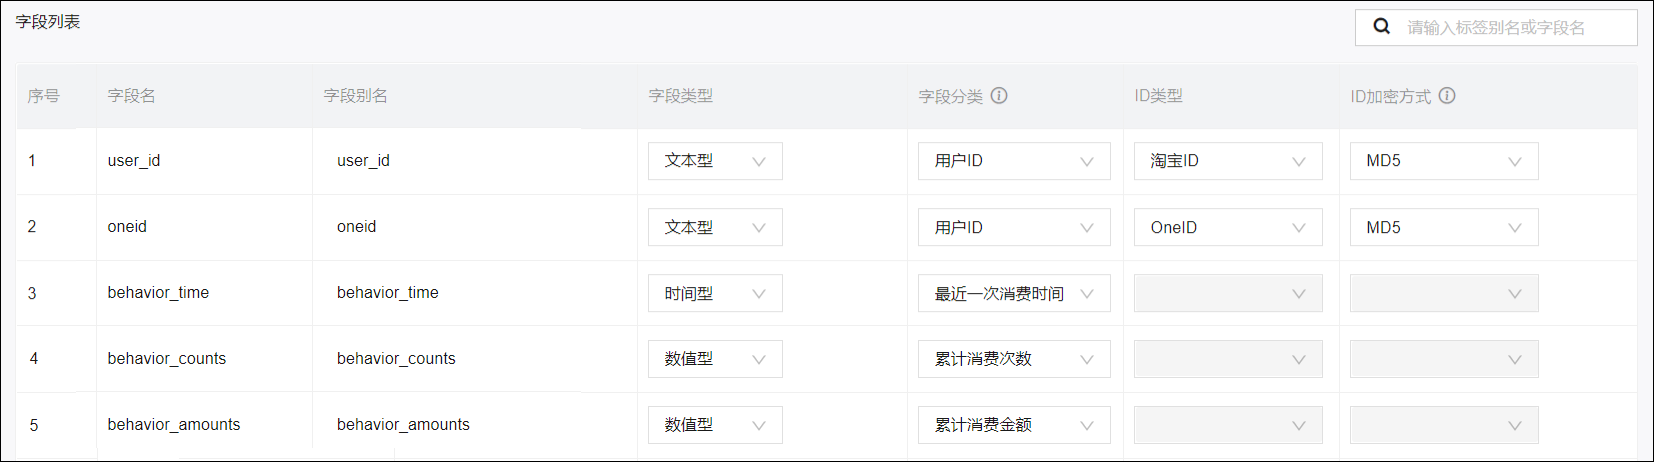 字段列表
请输入标签别名或字段名
序号 字段名 字段别名 字段类型 字段分类 ID类型 ID加密方式
1 user_id user_id 文本型 用户ID 淘宝ID MD5
2 oneid oneid 文本型 用户ID OneID MD5
3 behavior_time behavior_time 时间型 最近一次消费时间
4 behavior_counts behavior_counts 数值型 累计消费次数
5 behavior_amounts behavior_amounts 数值型 累计消费金额